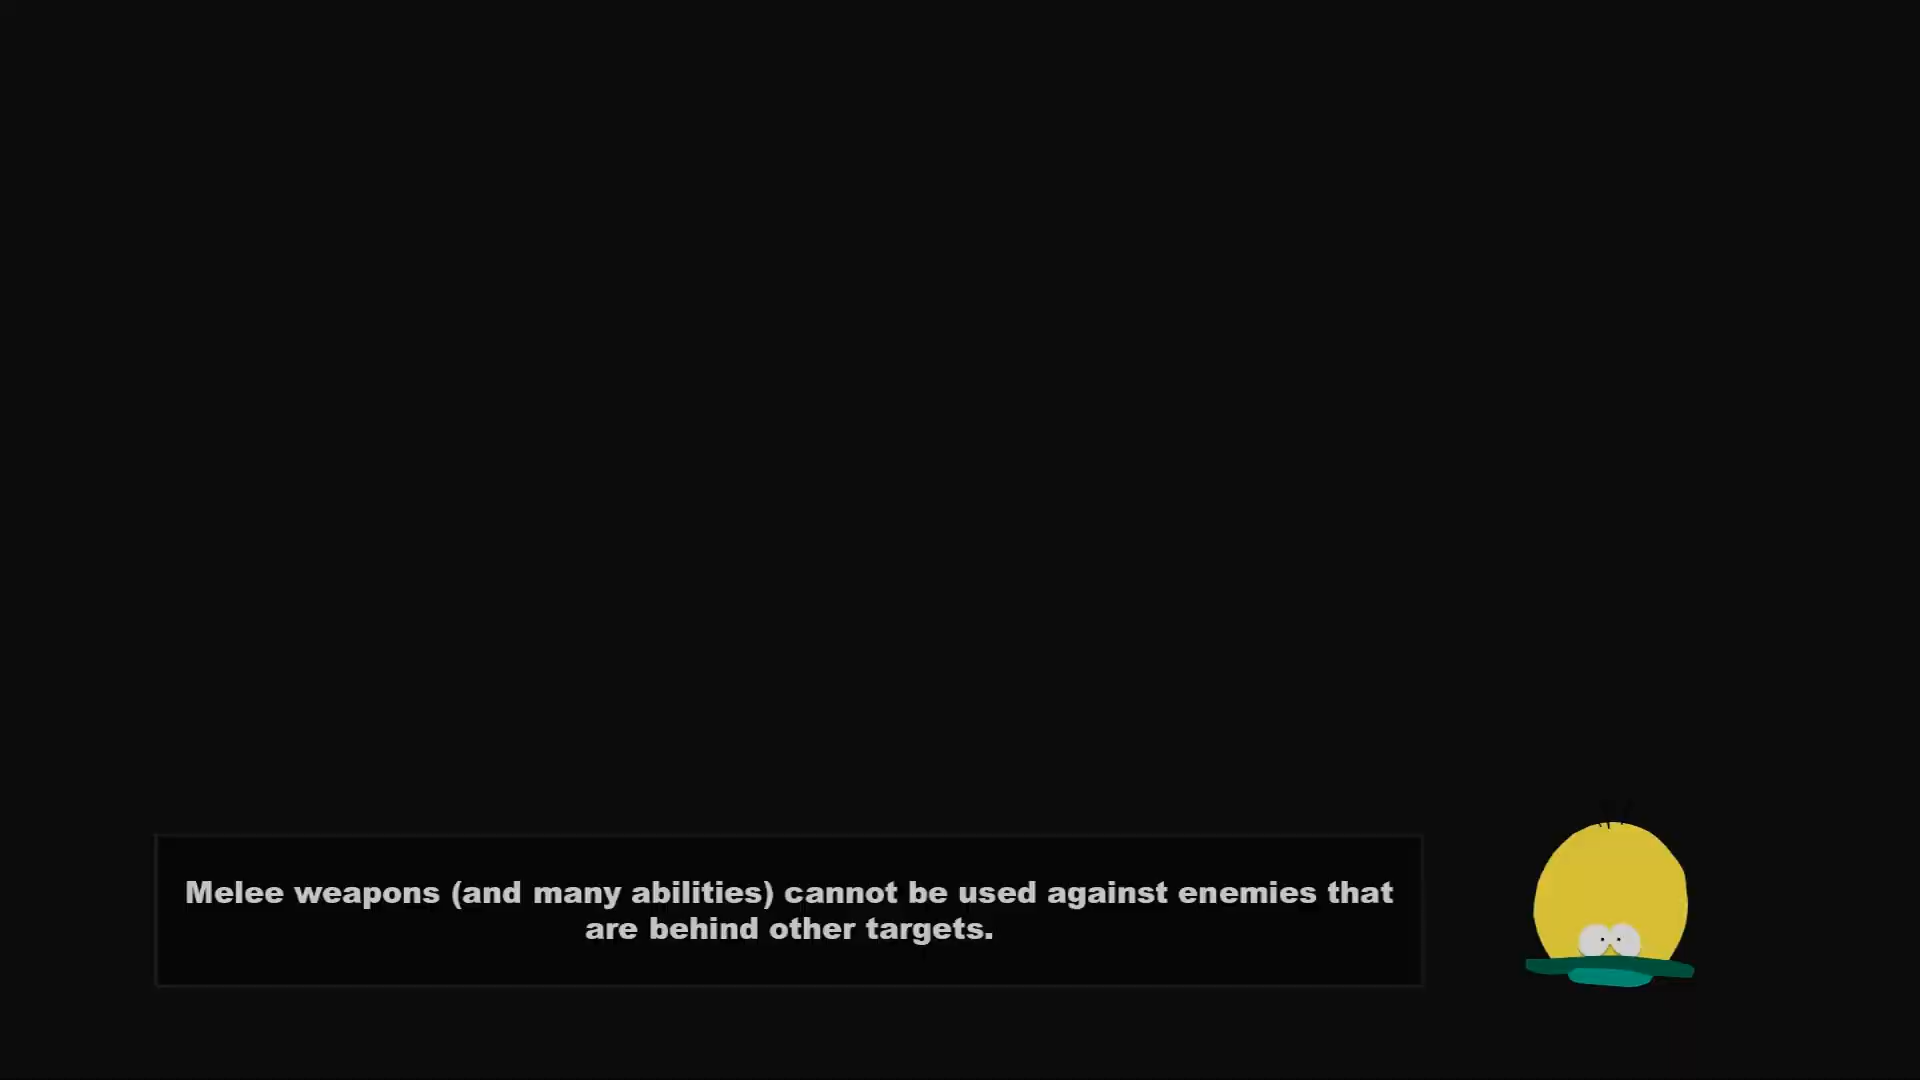 Melee weapons (and many abilities) cannot be used against enemies that
are behind other targets.